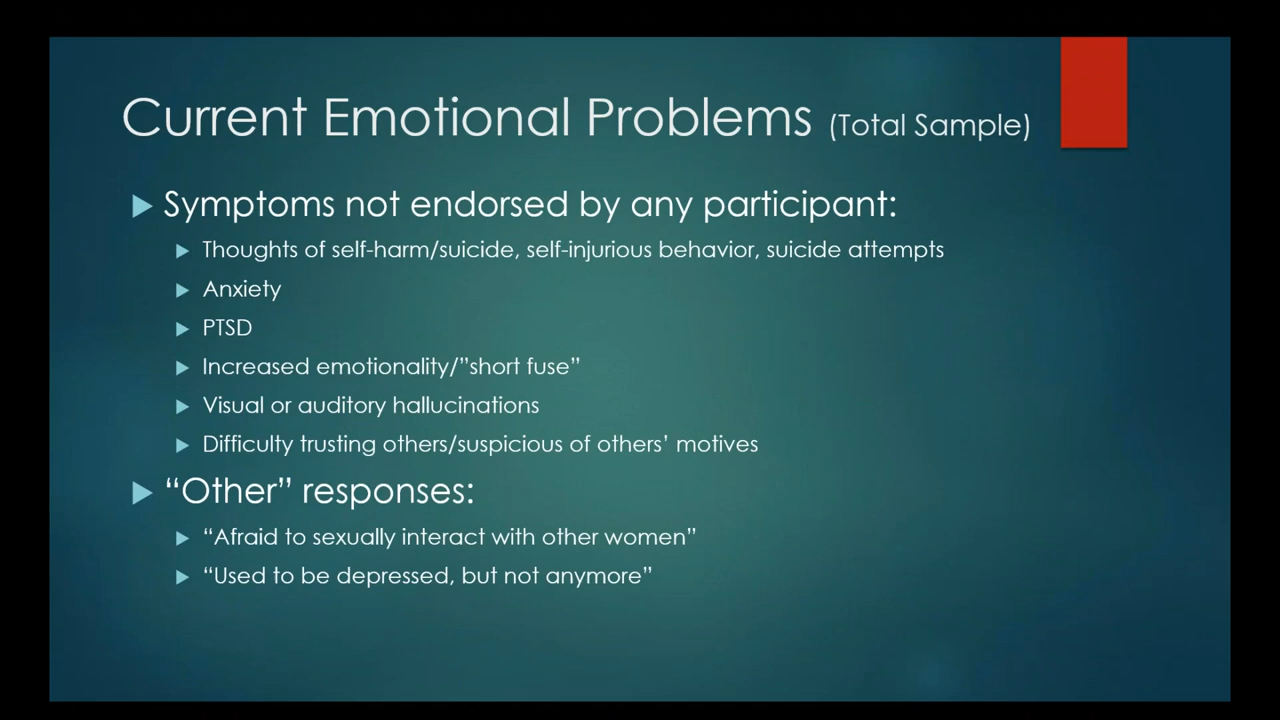 Current Emotional Problems (Total Sample)
Symptoms not endorsed by any participant:
Thoughts of self-harm/suicide, self-injurious behavior, suicide attempts
Anxiety
PTSD
Increased emotionality/”short fuse”
Visual or auditory hallucinations
Difficulty trusting others/suspicious of others’ motives
“Other” responses:
“Afraid to sexually interact with other women”
“Used to be depressed, but not anymore”